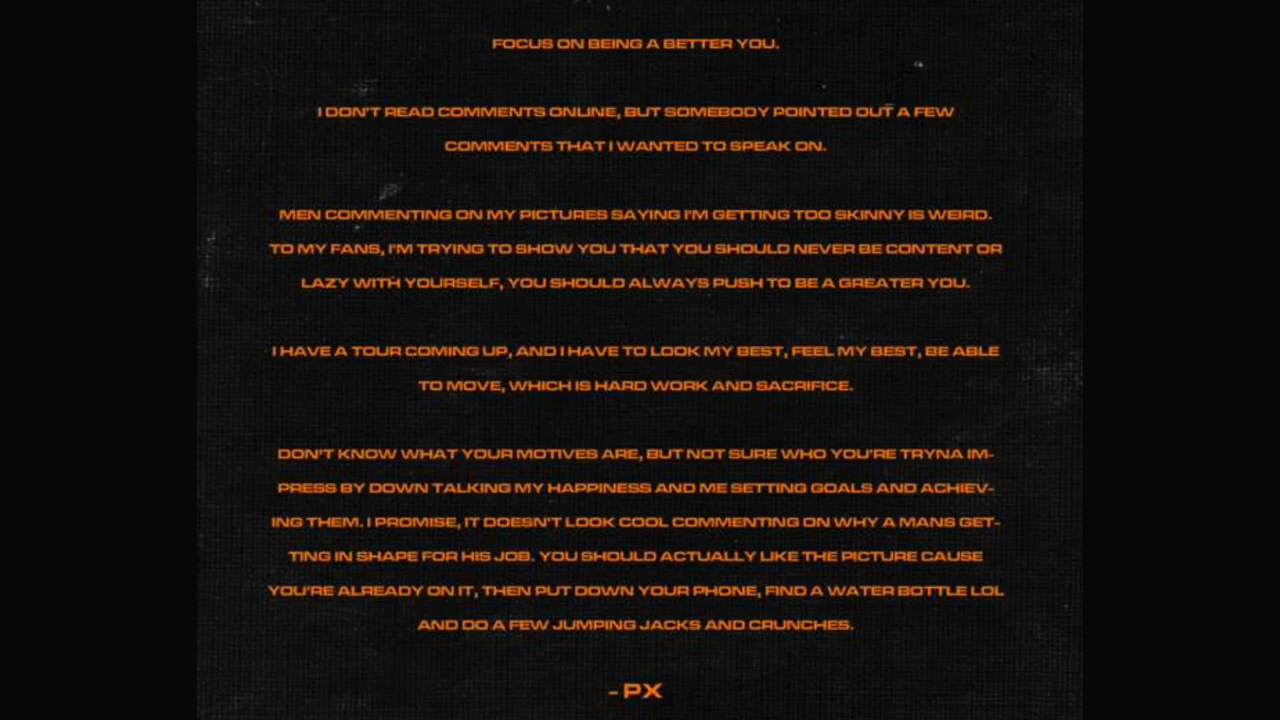 FOCUS ON BEING A BETTER YOU.
I DON'T READ COMMENTS ONLINE, BUT SOMEBODY POINTED OUT A FEW
COMMENTS THAT I WANTED TO SPEAK ON.
MEN COMMENTING ON MY PICTURES SAYING I'M GETTING TOO SKINNY IS WEIRD.
TO MY FANS, I'M TRYING TO SHOW YOU THAT YOU SHOULD NEVER BE CONTENT OR
LAZY WITH YOURSELF, YOU SHOULD ALWAYS PUSH TO BE A GREATER YOU.
I HAVE A TOUR COMING UP, AND I HAVE TO LOOK MY BEST, FEEL MY BEST, BE ABLE
TO MOVE, WHICH IS HARD WORK AND SACRIFICE.
DON'T KNOW WHAT YOUR MOTIVES ARE, BUT NOT SURE WHO YOU'RE TRYNA IM-
PRESS BY DOWN TALKING MY HAPPINESS AND ME SETTING GOALS AND ACHIEV-
ING THEM. I PROMISE, IT DOESN'T LOOK COOL COMMENTING ON WHY A MANS GET-
TING IN SHAPE FOR HIS JOB. YOU SHOULD ACTUALLY LIKE THE PICTURE CAUSE
YOU'RE ALREADY ON IT, THEN PUT DOWN YOUR PHONE, FIND A WATER BOTTLE LOL
AND DO A FEW JUMPING JACKS AND CRUNCHES.
- PX